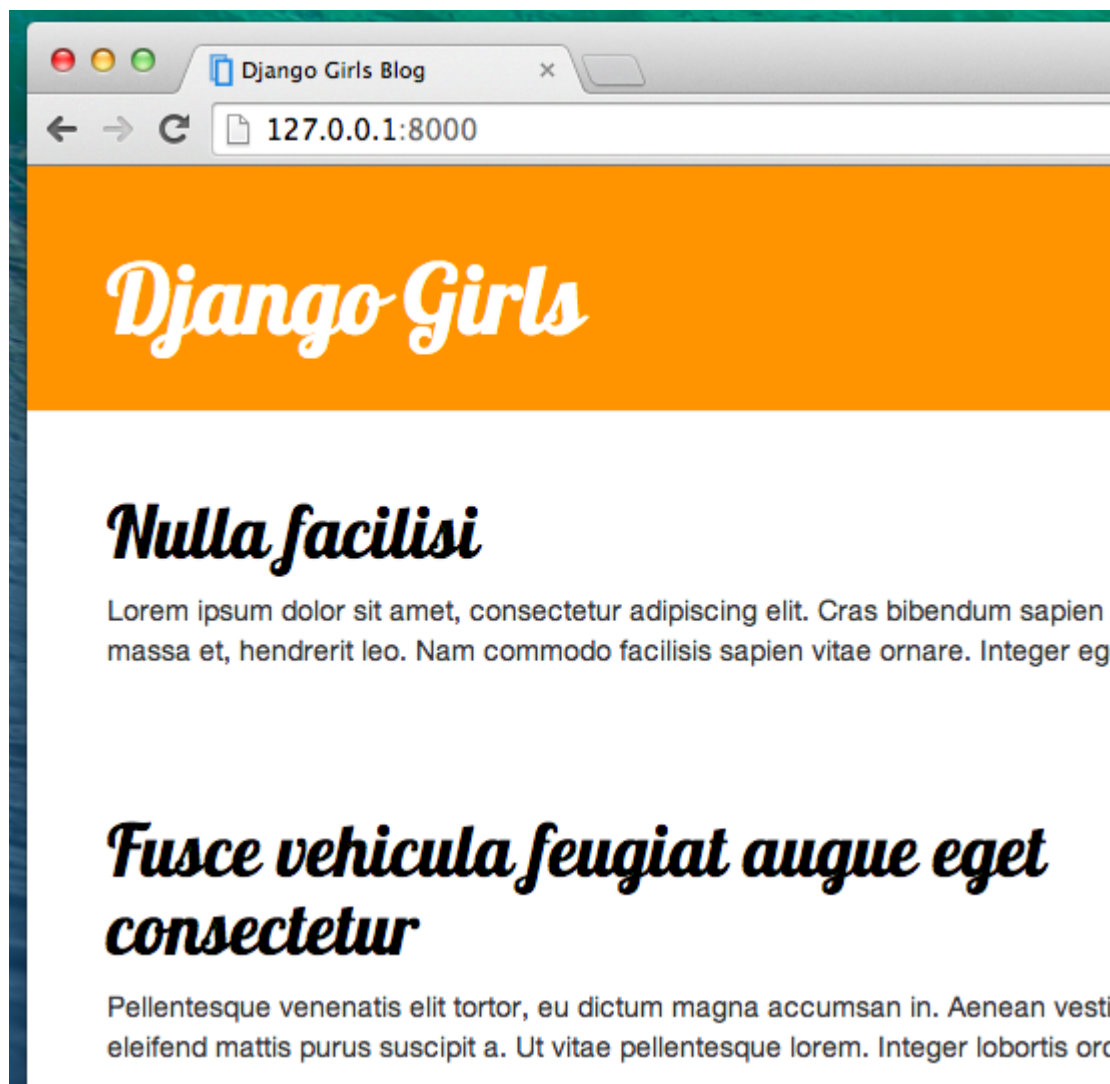 Django Girls Blog
127.0.0.1:8000
Django Girls
Nulla facilisi
Lorem ipsum dolor sit amet, consectetur adipiscing elit. Cras bibendum sapien
massa et, hendrerit leo. Nam commodo facilisis sapien vitae ornare. Integer eg
Fusce vehicula feugiat augue eget
consectetur
Pellentesque venenatis elit tortor, eu dictum magna accumsan in. Aenean vesti
eleifend mattis purus suscipit a. Ut vitae pellentesque lorem. Integer lobortis orc